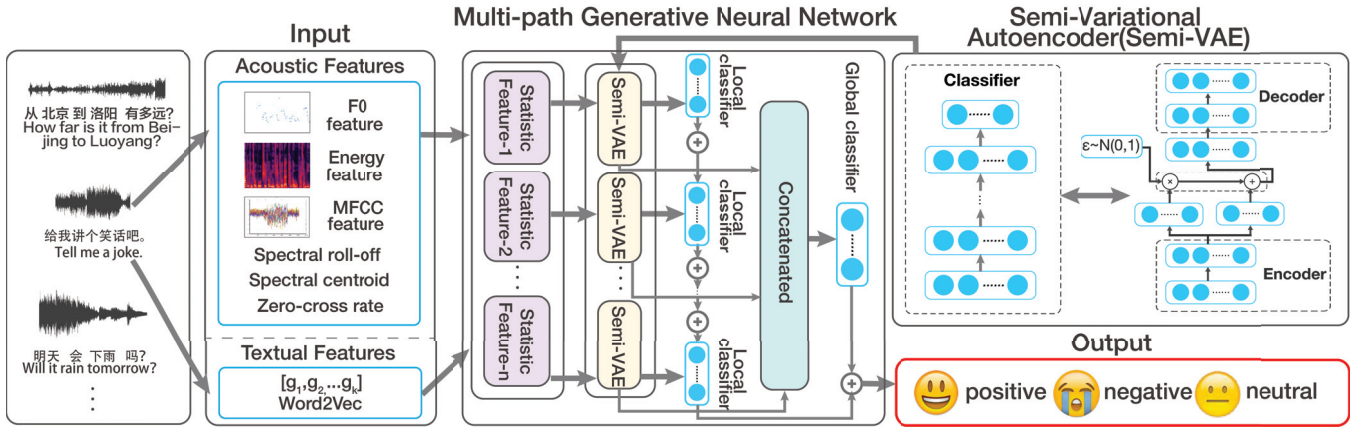 Multi-path Generative Neural Network
Semi-Variational
Autoencoder(Semi-VAE)
Input
从 北京 到 洛阳 有多远?
How far is it from Bei-
jing to Luoyang?
给我讲个笑话吧。
Tell me a joke.
明天 会 下雨 吗?
Will it rain tomorrow?
Acoustic Features
F0
feature
Energy
feature
MFCC
feature
Spectral roll-off
Spectral centroid
Zero-cross rate
Textual Features
[g1,g2,...gk]
Word2Vec
Statistic
Feature-1
Statistic
Feature-2
Statistic
Feature-n
Semi-VAE
Semi-VAE
Semi-VAE
Local
classifier
Local
classifier
Local
classifier
Concatenated
Global classifier
Classifier
Decoder
ε~N(0,1)
Encoder
Output
positive
negative
neutral